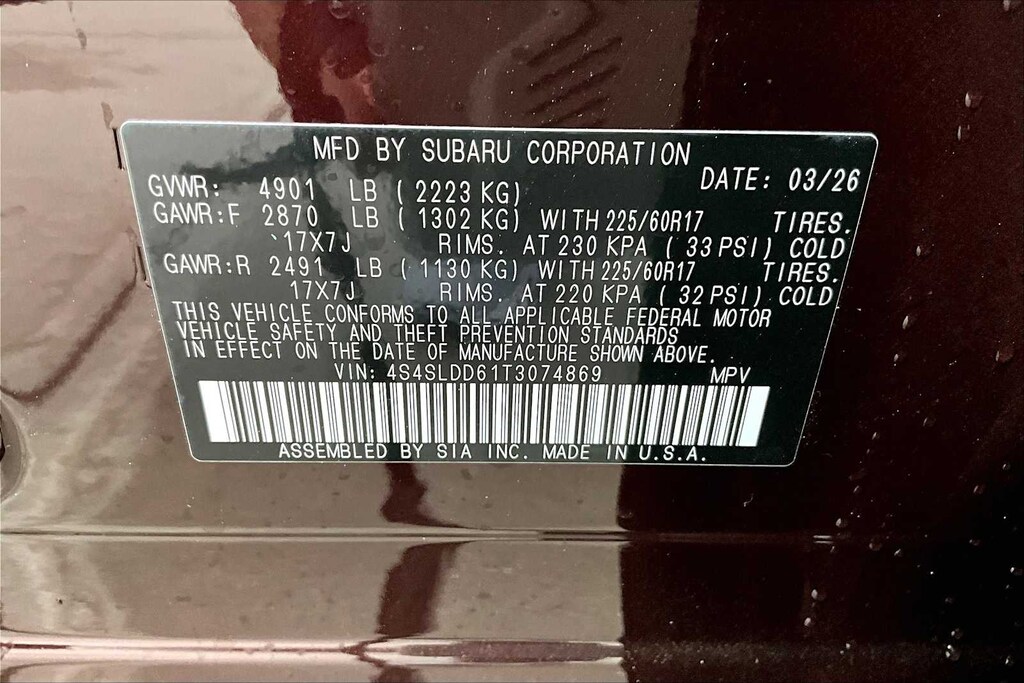 MFD BY SUBARU CORPORATION
DATE: 03/26
GVWR: 4901 LB ( 2223 KG)
GAWR:F 2870 LB ( 1302 KG) WITH 225/60R17 TIRES.
17X7J RIMS. AT 230 KPA ( 33 PSI) COLD
GAWR:R 2491 LB ( 1130 KG) WITH 225/60R17 TIRES.
17X7J RIMS. AT 220 KPA ( 32 PSI) COLD
THIS VEHICLE CONFORMS TO ALL APPLICABLE FEDERAL MOTOR
VEHICLE SAFETY AND THEFT PREVENTION STANDARDS
IN EFFECT ON THE DATE OF MANUFACTURE SHOWN ABOVE.
VIN: 4S4SLDD61T3074869 MPV
ASSEMBLED BY SIA INC. MADE IN U.S.A.